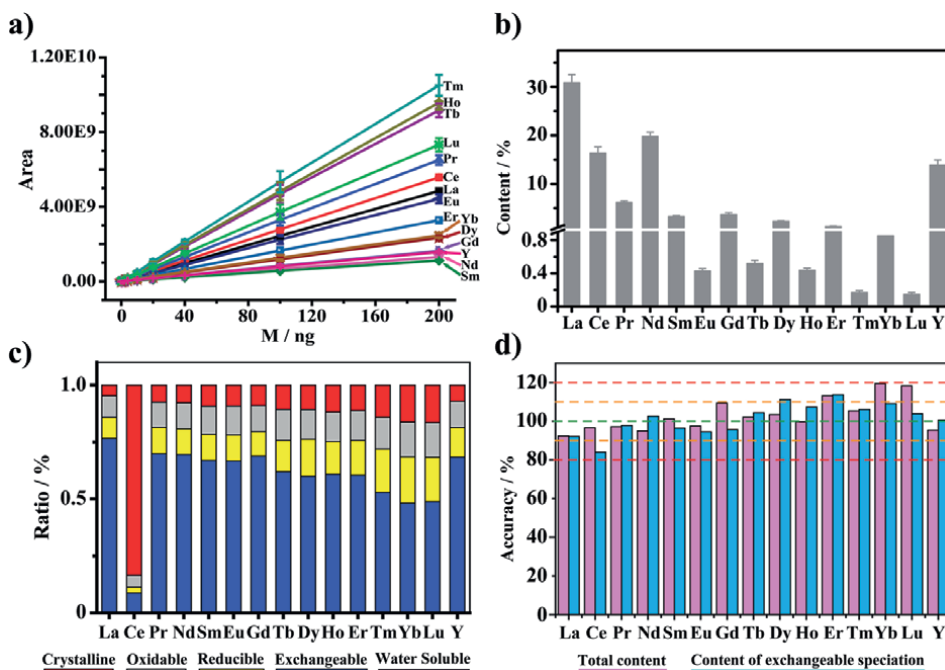 a)
1.20E10
8.00E9
4.00E9
0.00
Area
0 40 80 120 160 200
M / ng
Tm
Ho
Tb
Lu
Pr
Ce
La
Eu
Er Yb
Dy
Gd
Y
Nd
Sm
b)
30
20
10
0.8
0.4
0
Content / %
La Ce Pr Nd Sm Eu Gd Tb Dy Ho Er Tm Yb Lu Y
c)
1.0
0.5
0
Ratio / %
La Ce Pr Nd Sm Eu Gd Tb Dy Ho Er Tm Yb Lu Y
Crystalline Oxidable Reducible Exchangeable Water Soluble
d)
120
100
80
60
40
20
0
Accuracy / %
La Ce Pr Nd Sm Eu Gd Tb Dy Ho Er Tm Yb Lu Y
Total content Content of exchangeable speciation